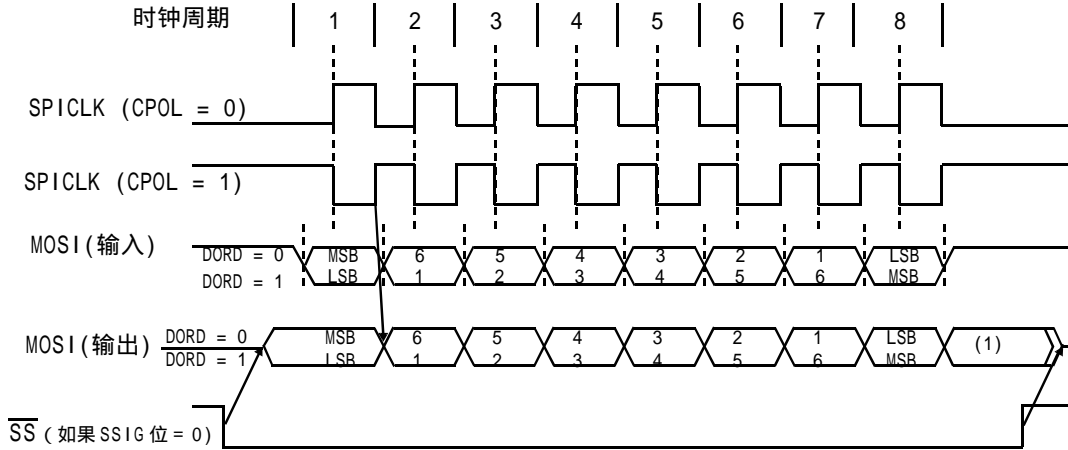 时钟周期 1 2 3 4 5 6 7 8
SPICLK (CPOL = 0)
SPICLK (CPOL = 1)
MOSI(输入)
DORD = 0 MSB 6 5 4 3 2 1 LSB
DORD = 1 LSB 1 2 3 4 5 6 MSB
MOSI(输出)
DORD = 0 MSB 6 5 4 3 2 1 LSB (1)
DORD = 1 LSB 1 2 3 4 5 6 MSB
SS (如果SSIG位=0)